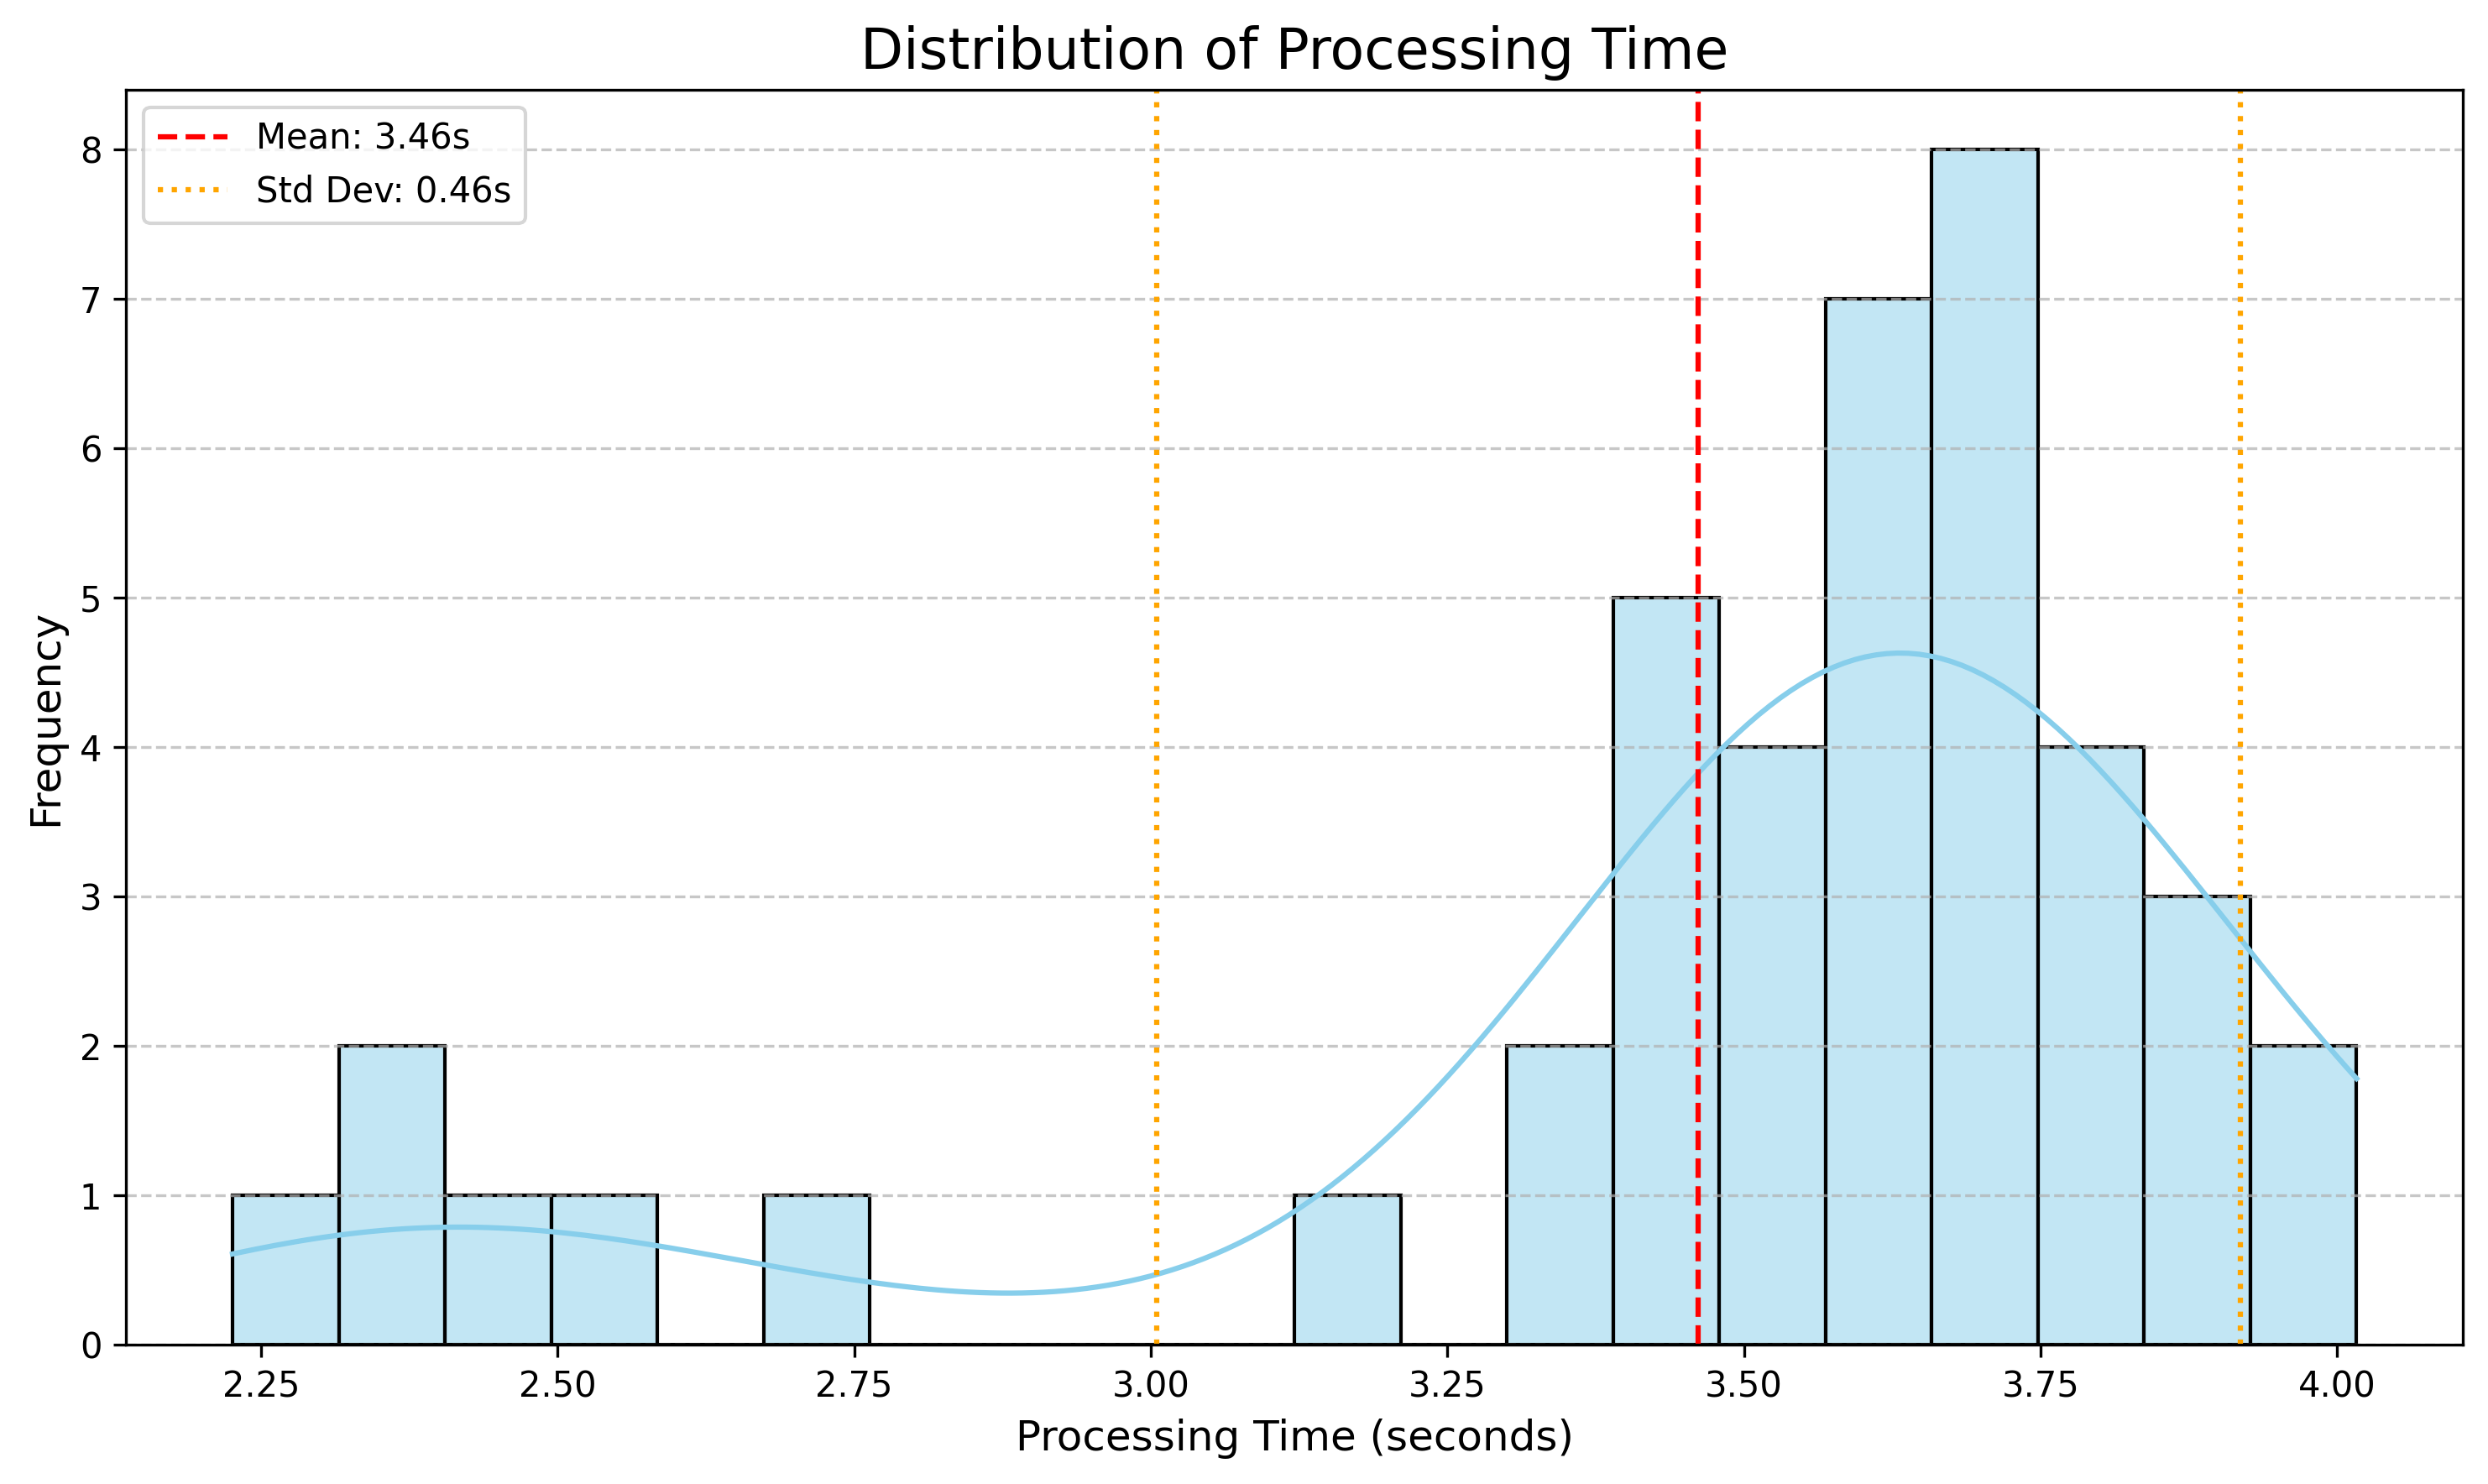 Distribution of Processing Time
Mean: 3.46s
Std Dev: 0.46s
8
7
6
5
4
3
2
1
0
Frequency
2.25 2.50 2.75 3.00 3.25 3.50 3.75 4.00
Processing Time (seconds)